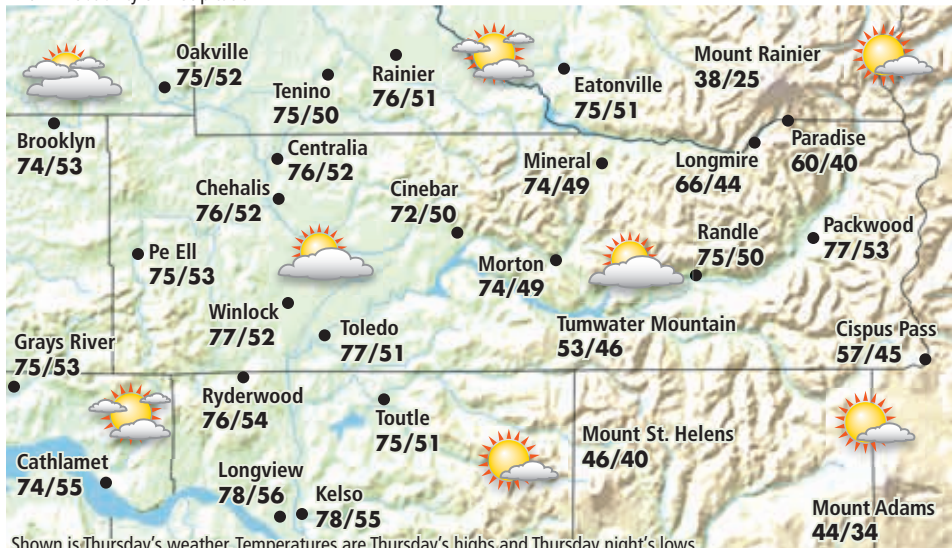 Oakville
75/52
Tenino
75/50
Rainier
76/51
Eatonville
75/51
Mount Rainier
38/25
Brooklyn
74/53
Centralia
76/52
Chehalis
76/52
Cinebar
72/50
Mineral
74/49
Longmire
66/44
Paradise
60/40
Pe Ell
75/53
Morton
74/49
Randle
75/50
Packwood
77/53
Winlock
77/52
Toledo
77/51
Tumwater Mountain
53/46
Cispus Pass
57/45
Grays River
75/53
Ryderwood
76/54
Toutle
75/51
Mount St. Helens
46/40
Cathlamet
74/55
Longview
78/56
Kelso
78/55
Mount Adams
44/34
Shown is Thursday's weather. Temperatures are Thursday's highs and Thursday night's lows.